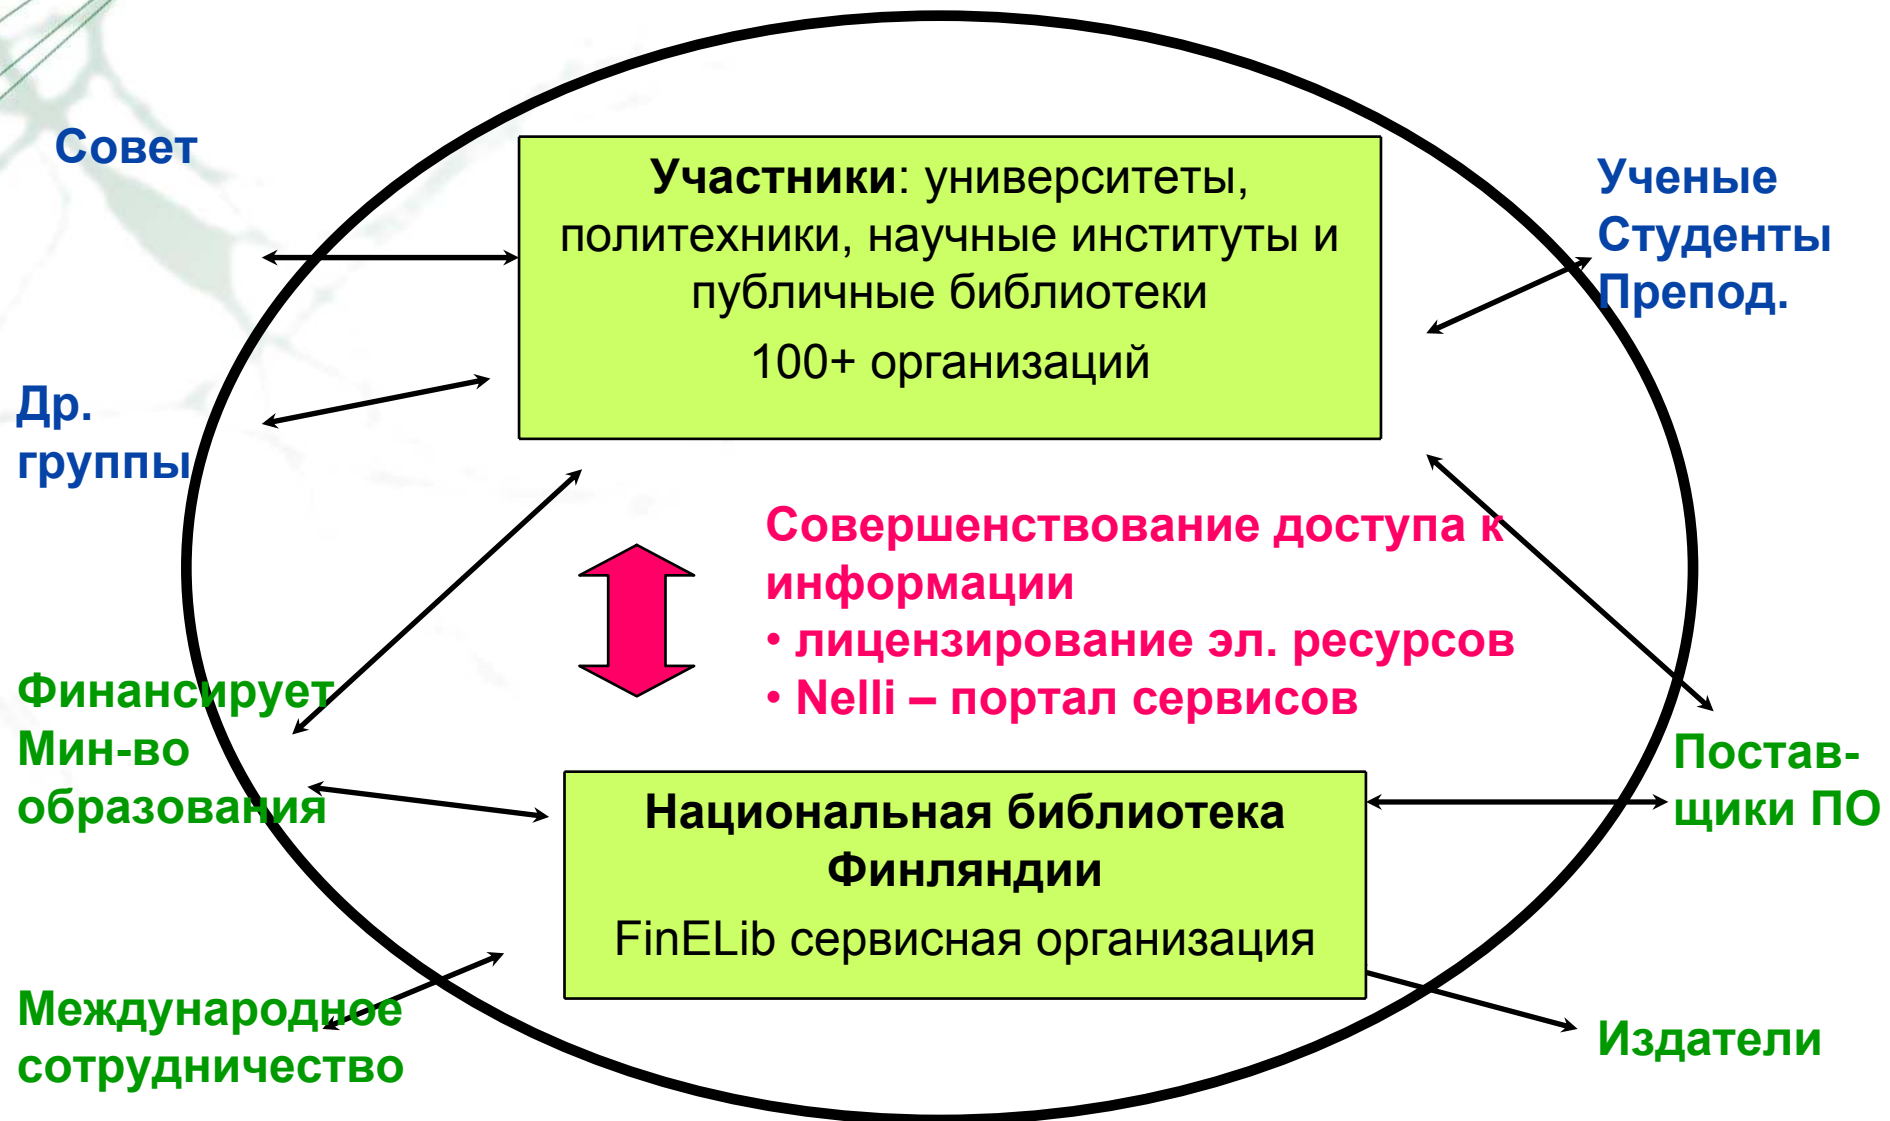 Совет
Участники: университеты,
политехники, научные институты и
публичные библиотеки
100+ организаций
Ученые
Студенты
Препод.
Др.
группы
Совершенствование доступа к
информации
• лицензирование эл. ресурсов
• Nelli – портал сервисов
Финансирует
Мин-во
образования
Постав-
щики ПО
Национальная библиотека
Финляндии
FinELib сервисная организация
Международное
сотрудничество
Издатели